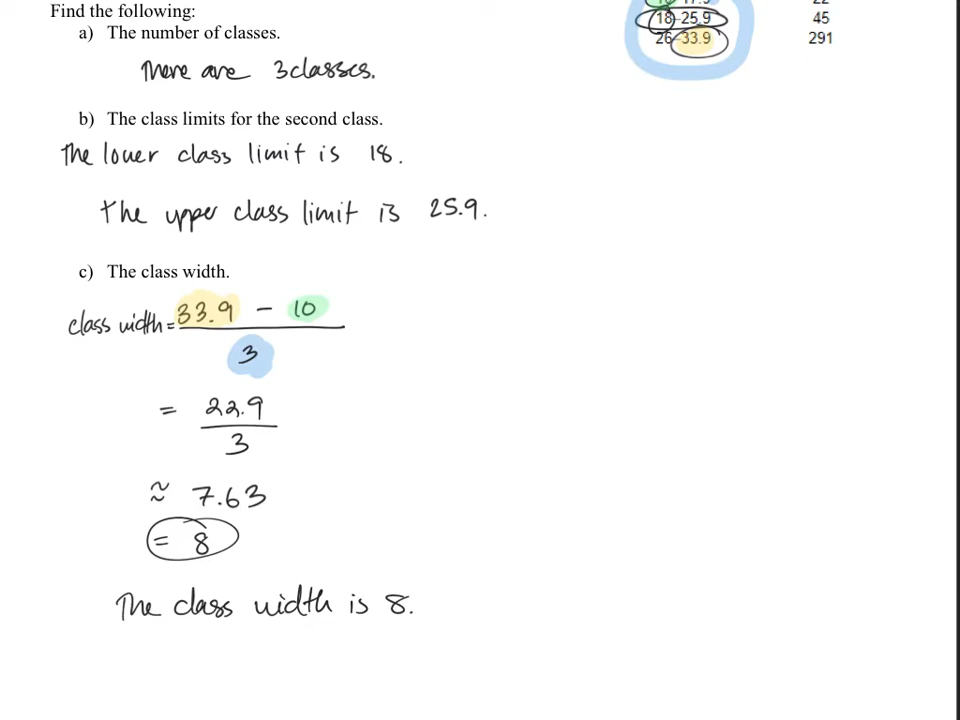 Find the following:
a) The number of classes.
There are 3 classes.
b) The class limits for the second class.
The lower class limit is 18.
The upper class limit is 25.9.
c) The class width.
class width = 33.9 - 10
3
= 22.9
3
≈ 7.63
= 8
The class width is 8.
18-25.9 45
26-33.9 291